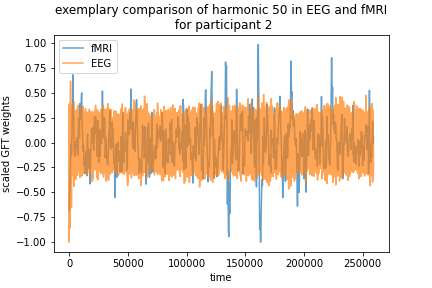 exemplary comparison of harmonic 50 in EEG and fMRI
for participant 2
1.00
0.75
0.50
0.25
0.00
−0.25
−0.50
−0.75
−1.00
scaled GFT weights
fMRI
EEG
0
50000
100000
150000
200000
250000
time